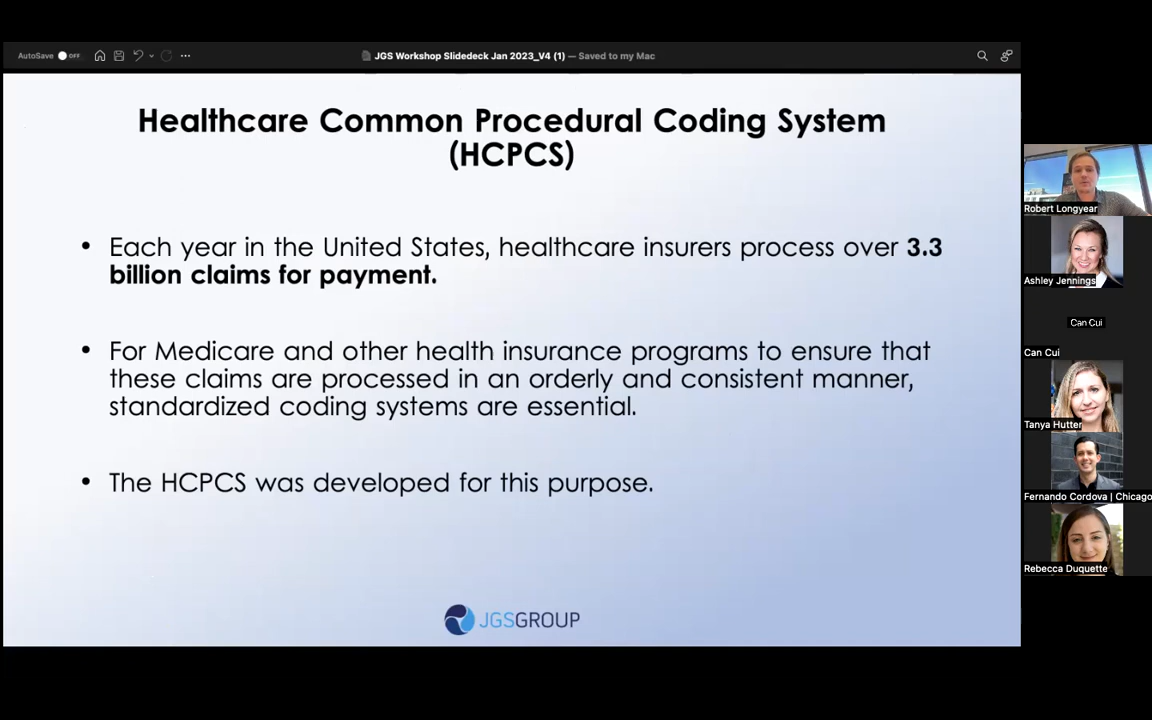 AutoSave OFF
JGS Workshop Slidedeck Jan 2023_V4 (1) — Saved to my Mac
Healthcare Common Procedural Coding System
(HCPCS)
• Each year in the United States, healthcare insurers process over 3.3
billion claims for payment.
• For Medicare and other health insurance programs to ensure that
these claims are processed in an orderly and consistent manner,
standardized coding systems are essential.
• The HCPCS was developed for this purpose.
JGSGROUP
Robert Longyear
Ashley Jennings
Can Cui
Can Cui
Tanya Hutter
Fernando Cordova | Chicago
Rebecca Duquette